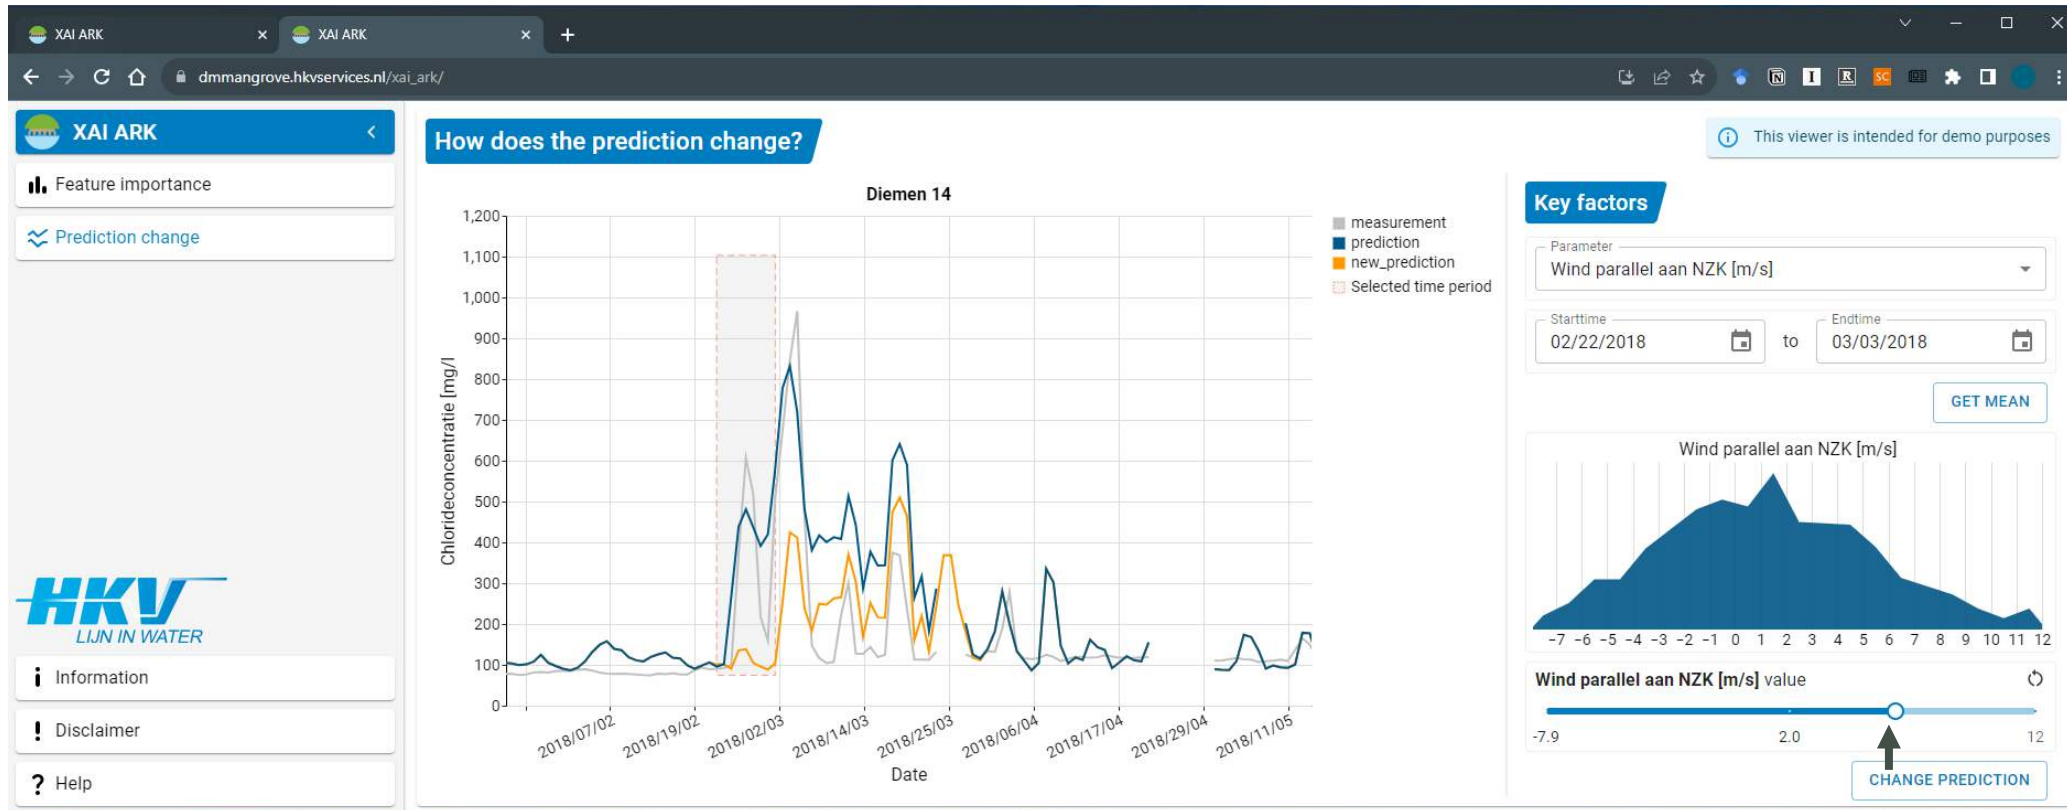 XAI ARK
XAI ARK
dmmangrove.hkvservices.nl/xai_ark/
XAI ARK
Feature importance
Prediction change
HKV
LIJN IN WATER
Information
Disclaimer
Help
How does the prediction change?
This viewer is intended for demo purposes
Diemen 14
1,200
1,100
1,000
900
800
700
600
500
400
300
200
100
0
Chlorideconcentratie [mg/l]
2018/07/02 2018/19/02 2018/02/03 2018/14/03 2018/25/03 2018/06/04 2018/17/04 2018/29/04 2018/11/05
Date
measurement
prediction
new_prediction
Selected time period
Key factors
Parameter
Wind parallel aan NZK [m/s]
Starttime
02/22/2018
to
Endtime
03/03/2018
GET MEAN
Wind parallel aan NZK [m/s]
-7 -6 -5 -4 -3 -2 -1 0 1 2 3 4 5 6 7 8 9 10 11 12
Wind parallel aan NZK [m/s] value
-7.9 2.0 12
CHANGE PREDICTION